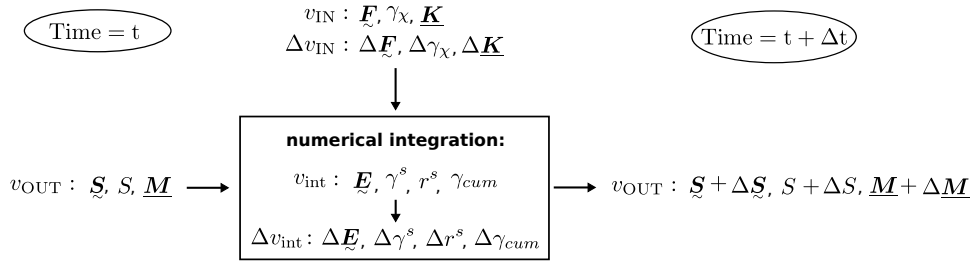 Time = t
v_IN : F̰, γ_χ, K̲
Δv_IN : ΔF̰, Δγ_χ, ΔK̲
Time = t + Δt
numerical integration:
v_int : Ḛ, γ^s, r^s, γ_cum
v_OUT : S̰, S, M̲
v_OUT : S̰ + ΔS̰, S + ΔS, M̲ + ΔM̲
Δv_int : ΔḚ, Δγ^s, Δr^s, Δγ_cum